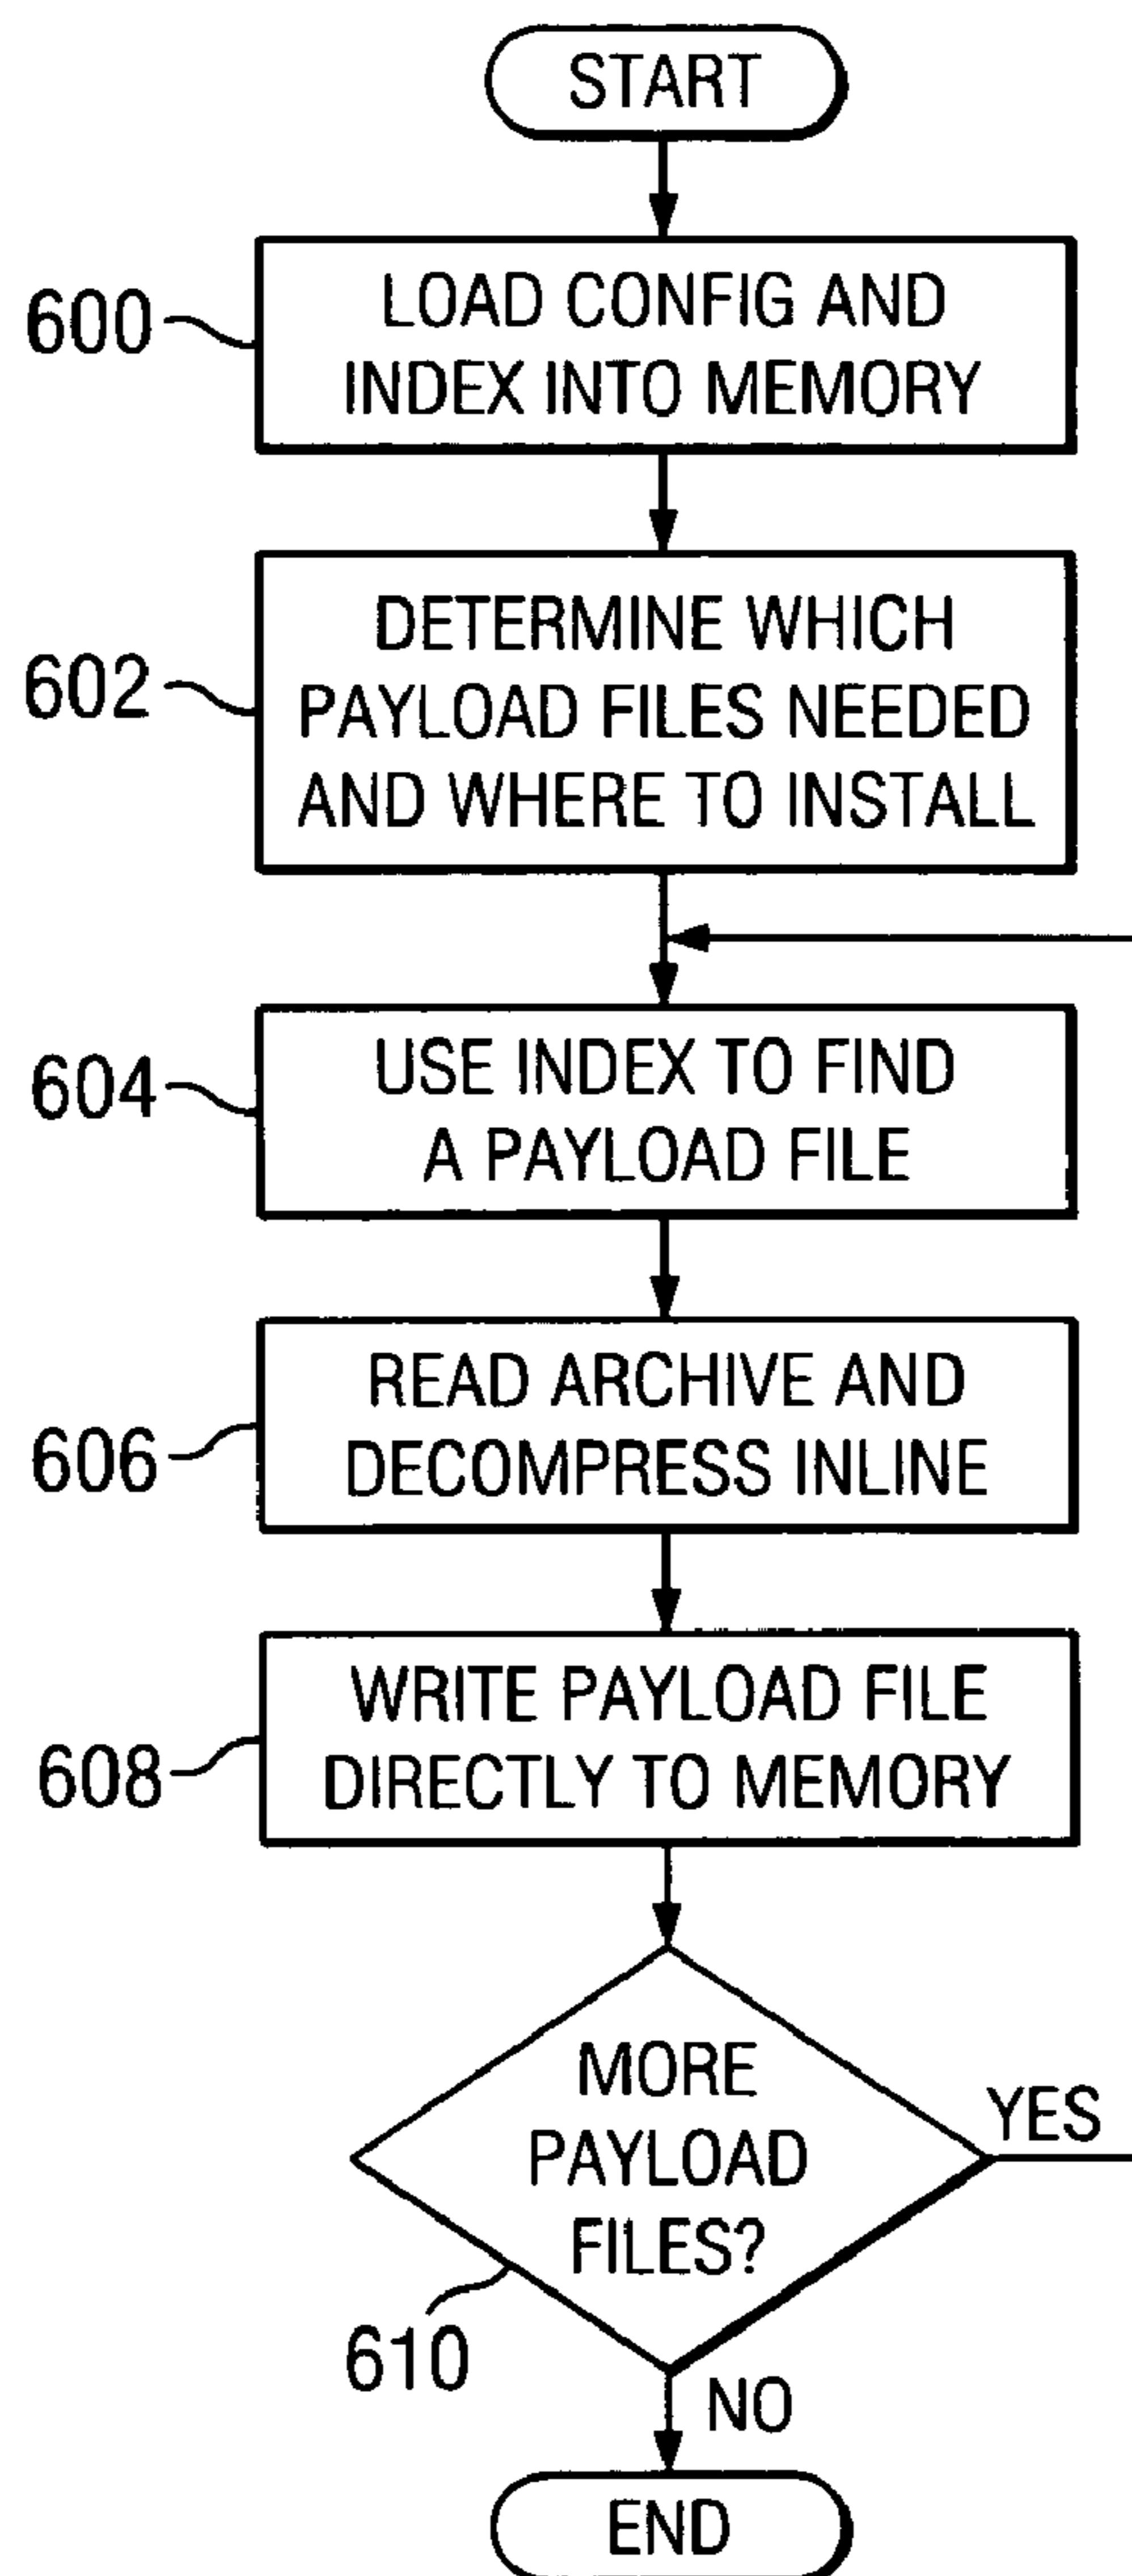 START
600
LOAD CONFIG AND
INDEX INTO MEMORY
602
DETERMINE WHICH
PAYLOAD FILES NEEDED
AND WHERE TO INSTALL
604
USE INDEX TO FIND
A PAYLOAD FILE
606
READ ARCHIVE AND
DECOMPRESS INLINE
608
WRITE PAYLOAD FILE
DIRECTLY TO MEMORY
MORE
PAYLOAD
FILES?
YES
610
NO
END